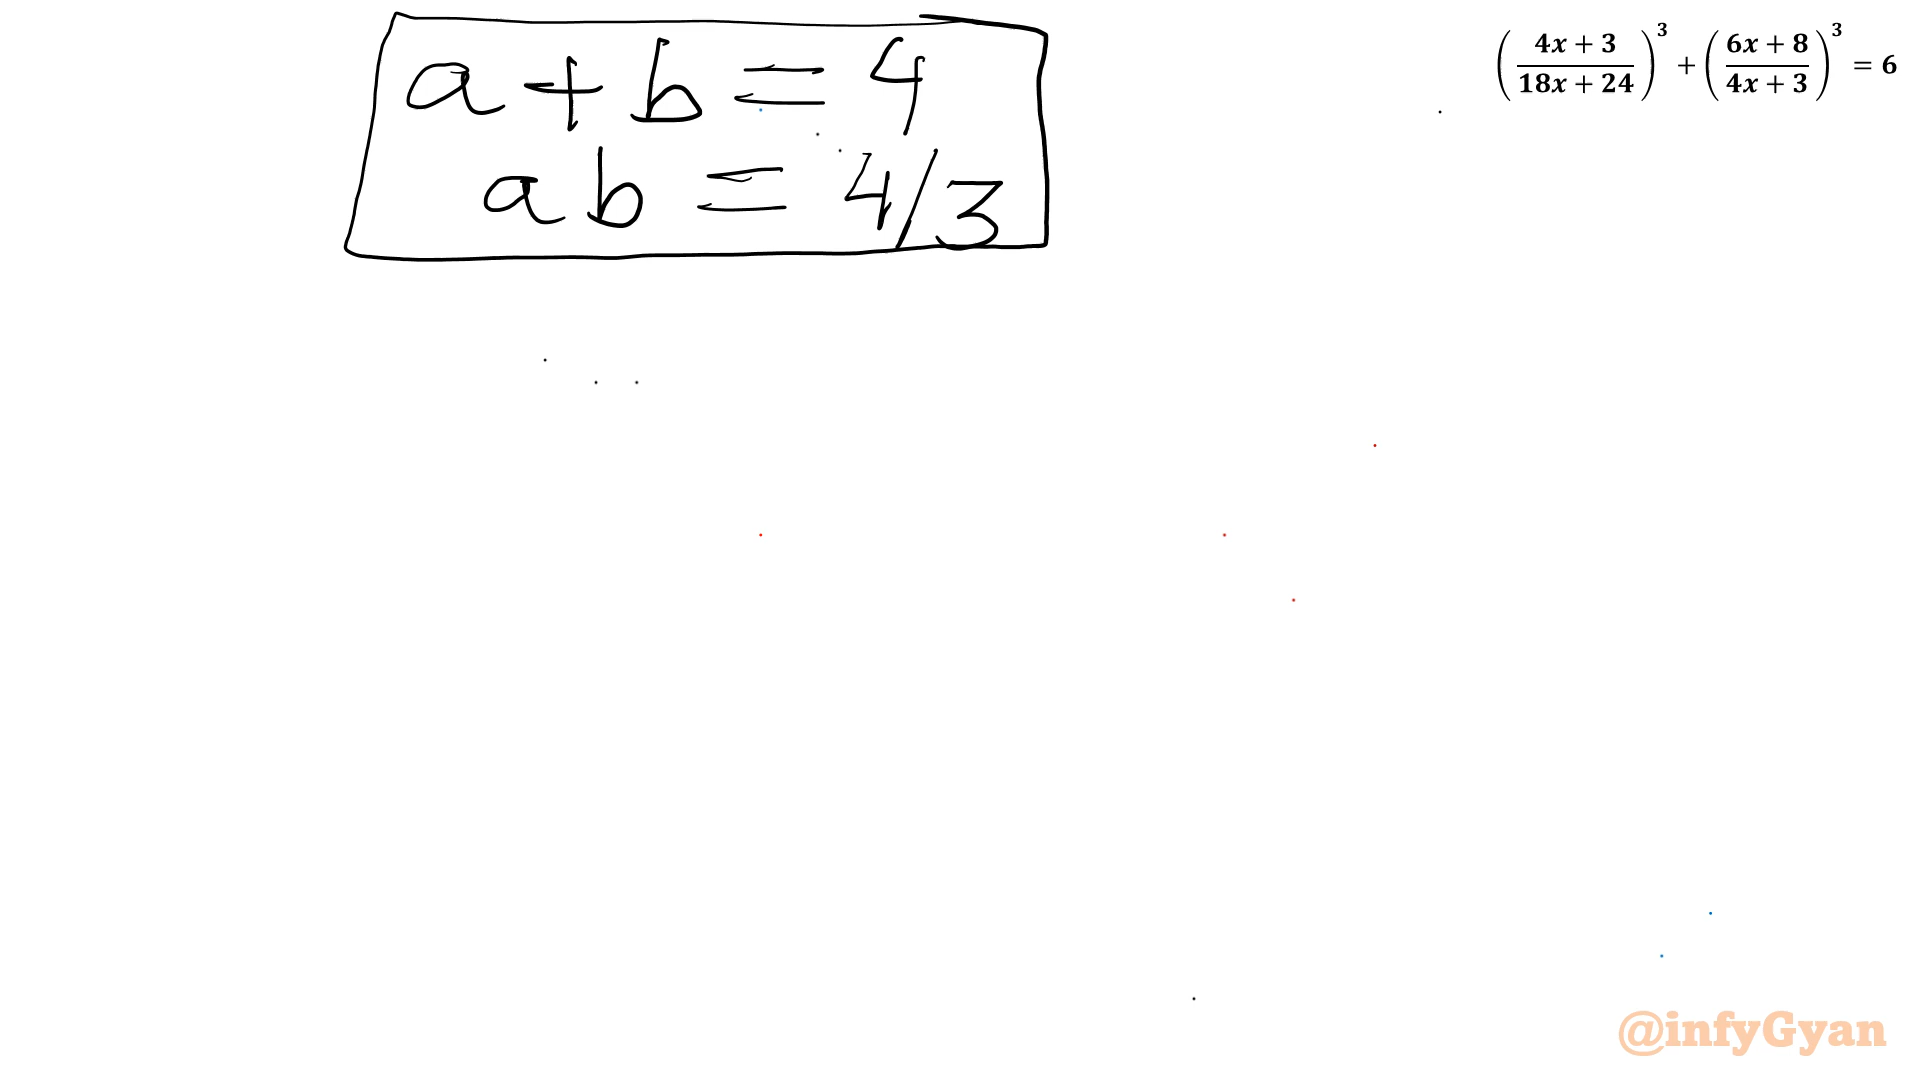 a + b = 4
ab = 4/3
((4x + 3)/(18x + 24))³ + ((6x + 8)/(4x + 3))³ = 6
@infyGyan